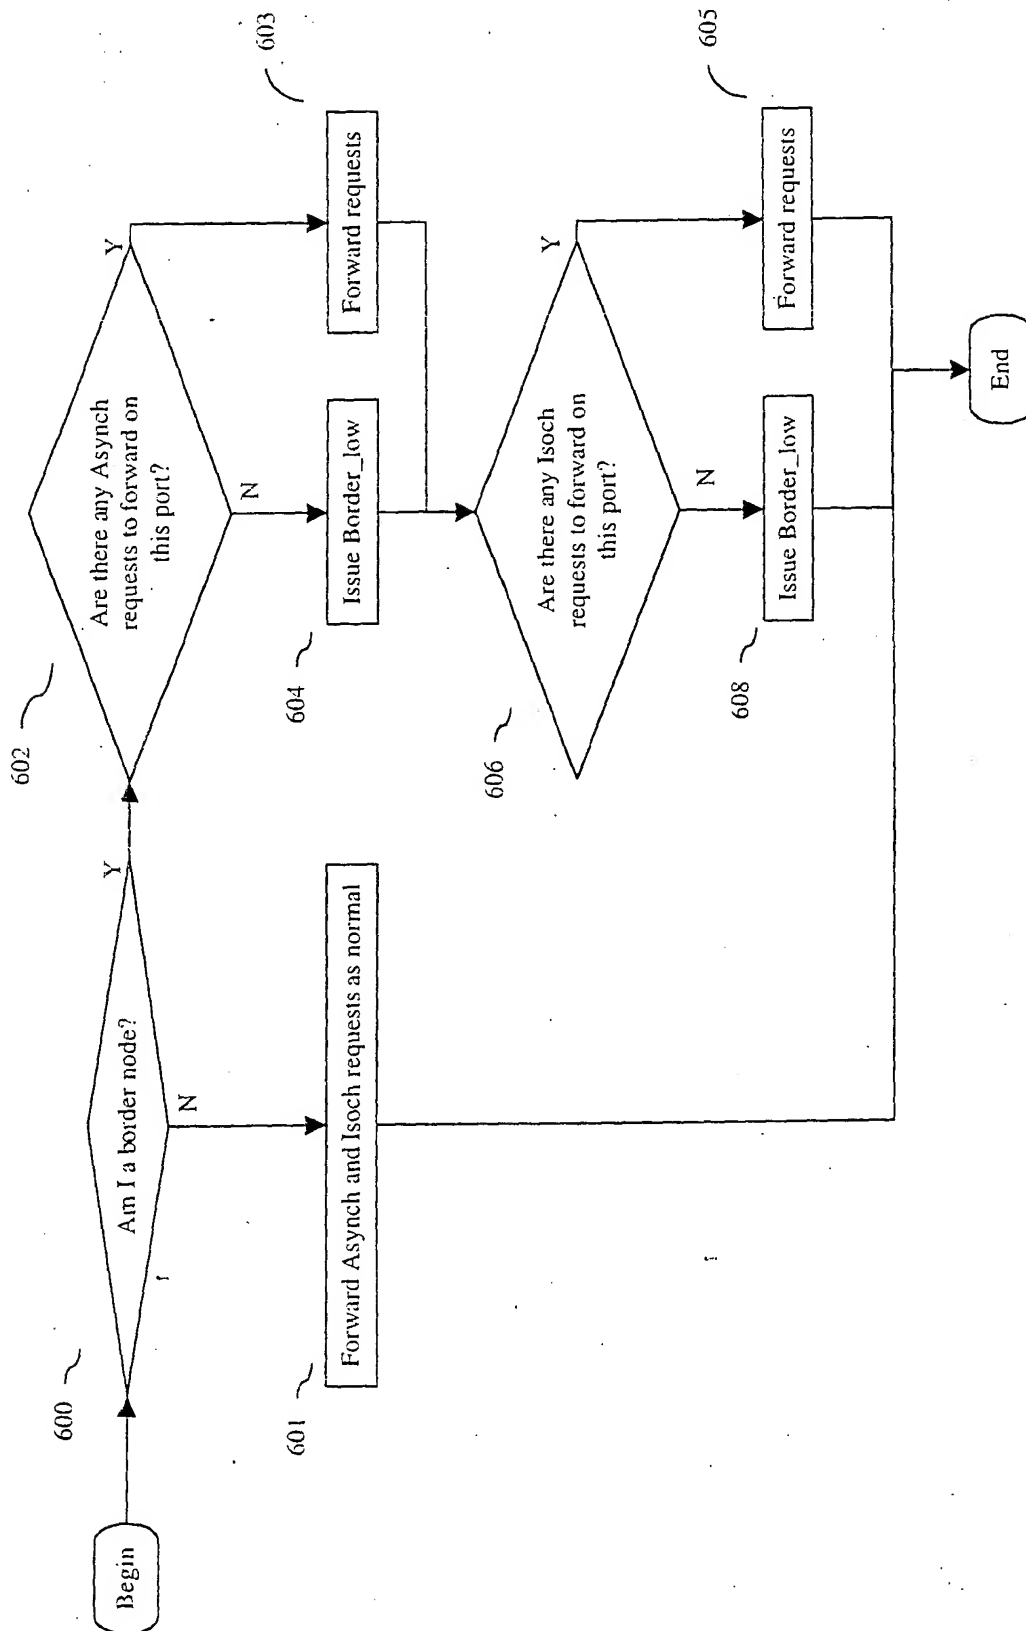 Begin
600
Am I a border node?
Y
N
601
Forward Asynch and Isoch requests as normal
602
Are there any Asynch
requests to forward on
this port?
Y
N
603
Forward requests
604
Issue Border_low
606
Are there any Isoch
requests to forward on
this port?
Y
N
605
Forward requests
608
Issue Border_low
End